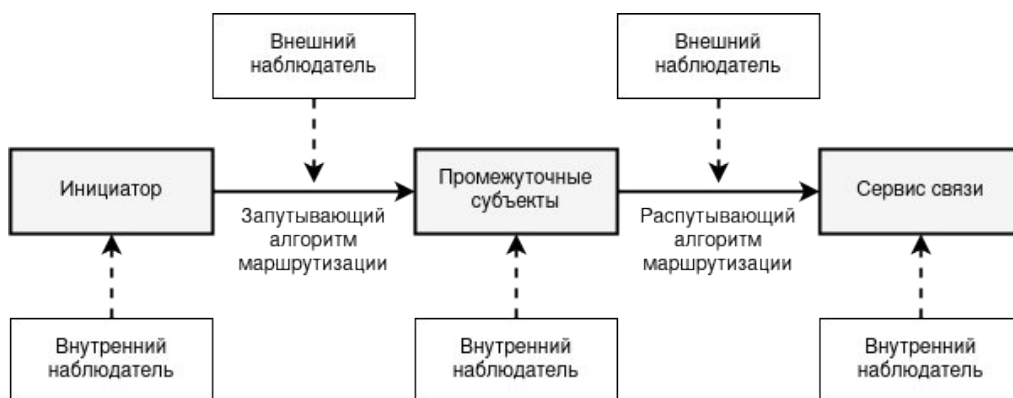 Внешний
наблюдатель
Внешний
наблюдатель
Инициатор
Промежуточные
субъекты
Сервис связи
Запутывающий
алгоритм
маршрутизации
Распутывающий
алгоритм
маршрутизации
Внутренний
наблюдатель
Внутренний
наблюдатель
Внутренний
наблюдатель